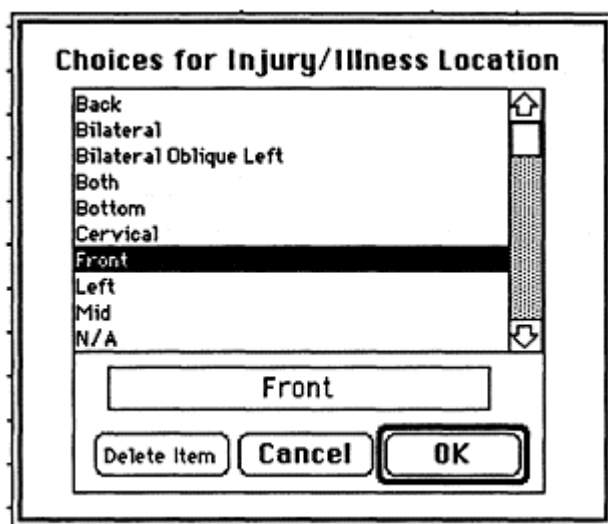 Choices for Injury/Illness Location
Back
Bilateral
Bilateral Oblique Left
Both
Bottom
Cervical
Front
Left
Mid
N/A
Front
Delete Item Cancel OK